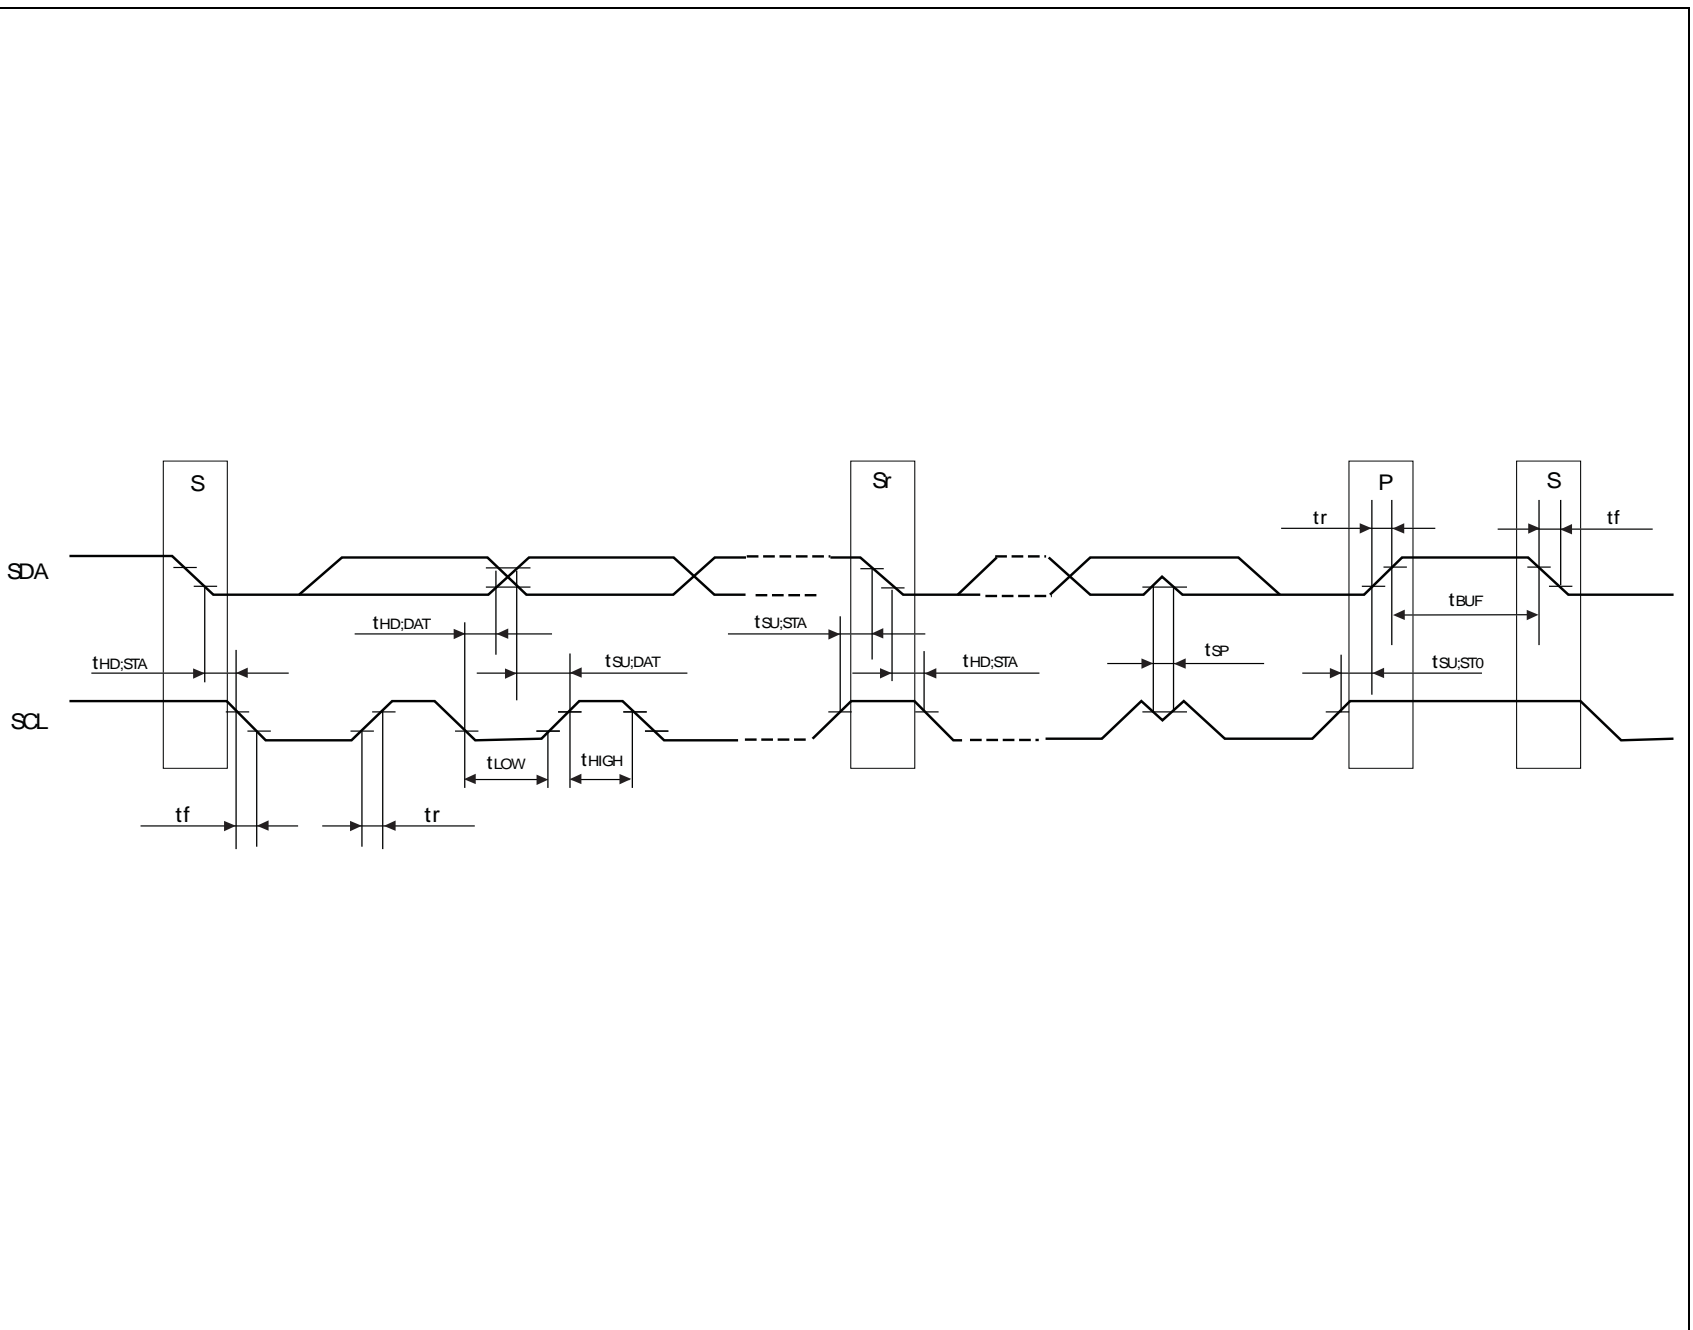 S
Sr
P
S
tr
tf
SDA
tBUF
tHD;DAT
tSU;STA
tSP
tHD;STA
tSU;DAT
tHD;STA
tSU;ST0
SCL
tLOW
tHIGH
tf
tr